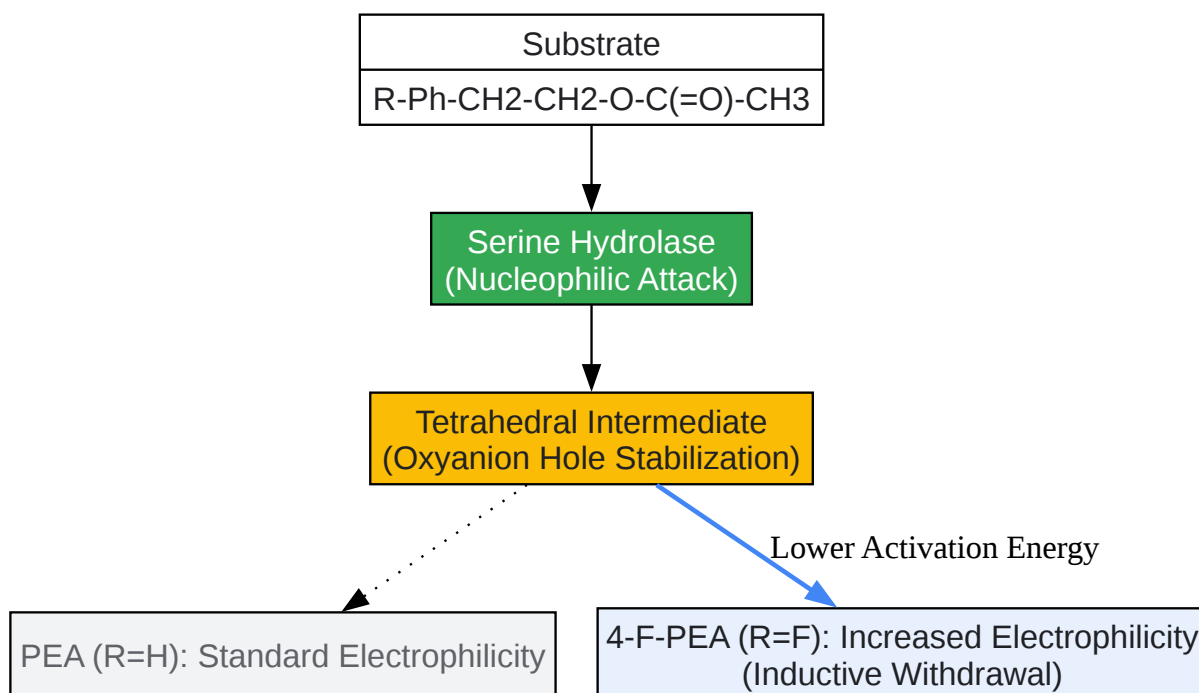 Substrate
R-Ph-CH2-CH2-O-C(=O)-CH3
Serine Hydrolase
(Nucleophilic Attack)
Tetrahedral Intermediate
(Oxyanion Hole Stabilization)
Lower Activation Energy
PEA (R=H): Standard Electrophilicity
4-F-PEA (R=F): Increased Electrophilicity
(Inductive Withdrawal)